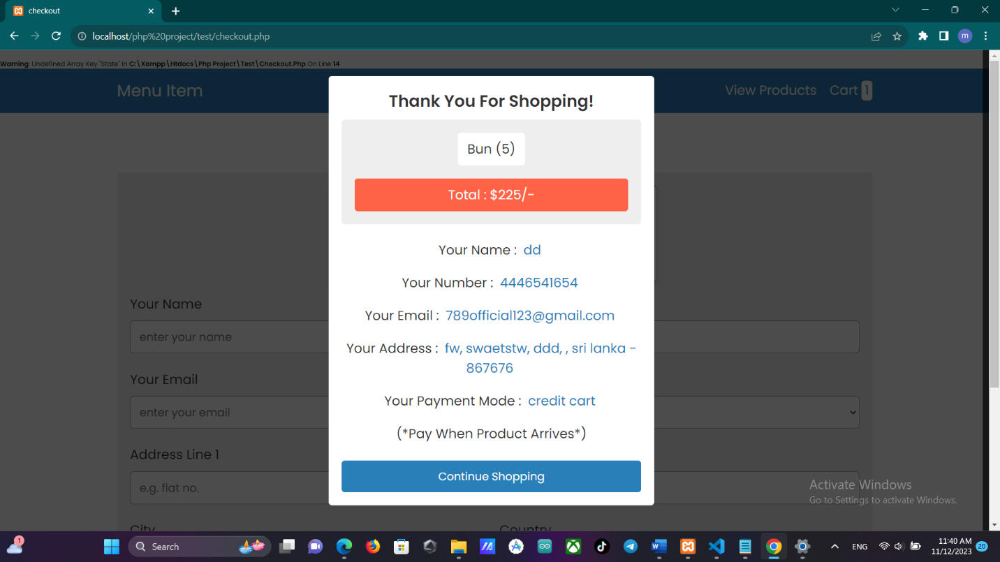 checkout
localhost/php%20project/test/checkout.php
m
Warning: Undefined Array Key "State" In C:\Xampp\Htdocs\Php Project\Test\Checkout.Php On Line 14
Menu Item
View Products
Cart 1
Thank You For Shopping!
Bun (5)
Total : $225/-
Your Name : dd
Your Number : 4446541654
Your Email : 789official123@gmail.com
Your Address : fw, swaetstw, ddd, , sri lanka -
867676
Your Payment Mode : credit cart
(*Pay When Product Arrives*)
Continue Shopping
Your Name
enter your name
Your Email
enter your email
Address Line 1
e.g. flat no.
City
Country
Activate Windows
Go to Settings to activate Windows.
1
Search
ENG
11:40 AM
11/12/2023
20